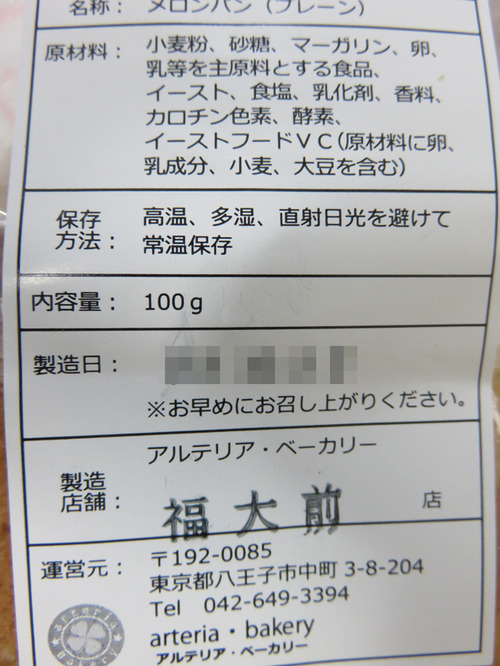 名称： メロンパン（プレーン）
原材料： 小麦粉、砂糖、マーガリン、卵、
乳等を主原料とする食品、
イースト、食塩、乳化剤、香料、
カロチン色素、酵素、
イーストフードＶＣ(原材料に卵、
乳成分、小麦、大豆を含む)
保存
方法： 高温、多湿、直射日光を避けて
常温保存
内容量： 100ｇ
製造日：
※お早めにお召し上がりください。
製造
店舗： アルテリア・ベーカリー
福大前 店
運営元： 〒192-0085
東京都八王子市中町 3-8-204
Tel 042-649-3394
arteria・bakery
アルテリア・ベーカリー